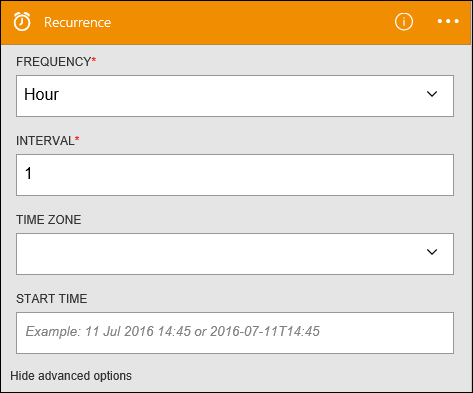 Recurrence
FREQUENCY*
Hour
INTERVAL*
1
TIME ZONE
START TIME
Example: 11 Jul 2016 14:45 or 2016-07-11T14:45
Hide advanced options